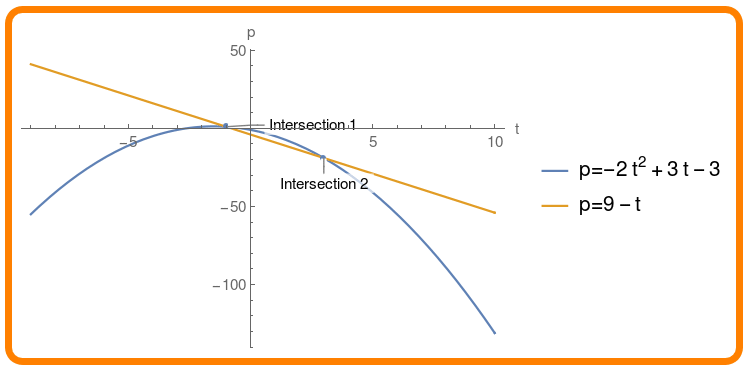 p
50
Intersection 1
t
−5
5
10
Intersection 2
−50
−100
p=−2 t² + 3 t − 3
p=9 − t